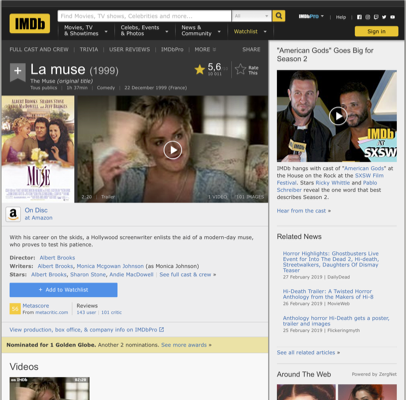 IMDb
Find Movies, TV shows, Celebrities and more...
All
Movies, TV
& Showtimes
Celebs, Events
& Photos
News &
Community
Watchlist
IMDbPro
Help
Sign in
FULL CAST AND CREW | TRIVIA | USER REVIEWS | IMDbPro | MORE
SHARE
+
La muse (1999)
The Muse (original title)
Tous publics | 1h 37min | Comedy | 22 December 1999 (France)
5,6
Rate
This
ALBERT BROOKS
MUSE
2:20 Trailer
1 VIDEO | 101 IMAGES
a
On Disc
at Amazon
With his career on the skids, a Hollywood screenwriter enlists the aid of a modern-day muse,
who proves to test his patience.
Director: Albert Brooks
Writers: Albert Brooks, Monica Mcgowan Johnson (as Monica Johnson)
Stars: Albert Brooks, Sharon Stone, Andie MacDowell | See full cast & crew »
+ Add to Watchlist
Metascore
From metacritic.com
Reviews
143 user | 101 critic
View production, box office, & company info on IMDbPro
Nominated for 1 Golden Globe. Another 2 nominations. See more awards »
Videos
"American Gods" Goes Big for
Season 2
IMDb
at
SXSW
IMDb hangs with cast of "American Gods" at
the House on the Rock at the SXSW Film
Festival. Stars Ricky Whittle and Pablo
Schreiber reveal the one word that best
describes Season 2.
Hear from the cast »
Related News
Horror Highlights: Ghostbusters Live
Event for Into The Dead 2, Hi-death,
Streetwalkers, Daughters Of Dismay
Teaser
27 February 2019 | DailyDead
Hi-Death Trailer: A Twisted Horror
Anthology from the Makers of Hi-8
26 February 2019 | MovieWeb
Anthology horror Hi-Death gets a poster,
trailer and images
25 February 2019 | Flickeringmyth
See all related articles »
Around The Web | Powered by ZergNet